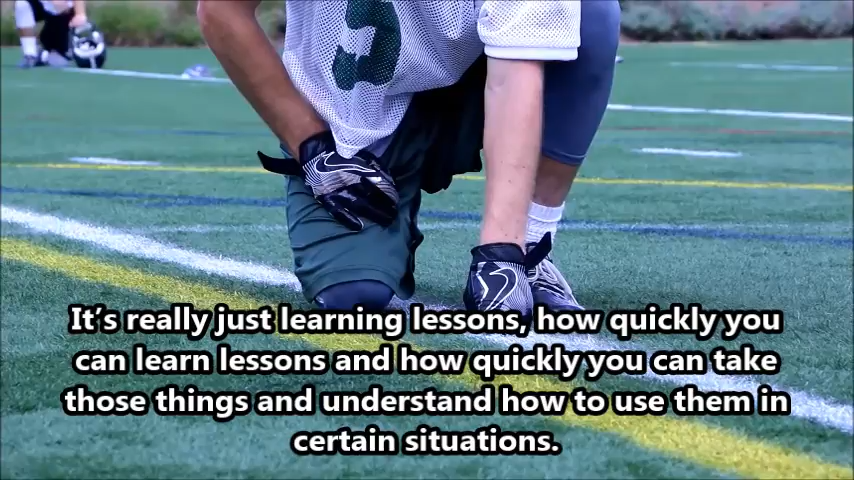 3
It’s really just learning lessons, how quickly you
can learn lessons and how quickly you can take
those things and understand how to use them in
certain situations.